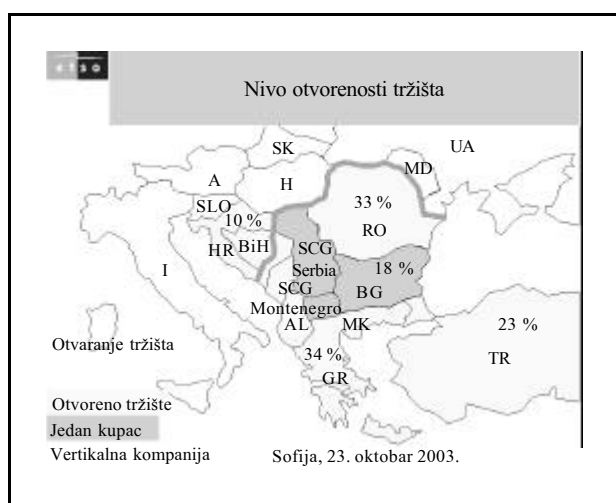 etso
Nivo otvorenosti tržišta
UA
SK
MD
A
H
SLO
33 %
10 %
RO
HR
BiH
SCG
Serbia
18 %
I
SCG
BG
Montenegro
AL
MK
23 %
Otvaranje tržišta
34 %
TR
GR
Otvoreno tržište
Jedan kupac
Vertikalna kompanija
Sofija, 23. oktobar 2003.